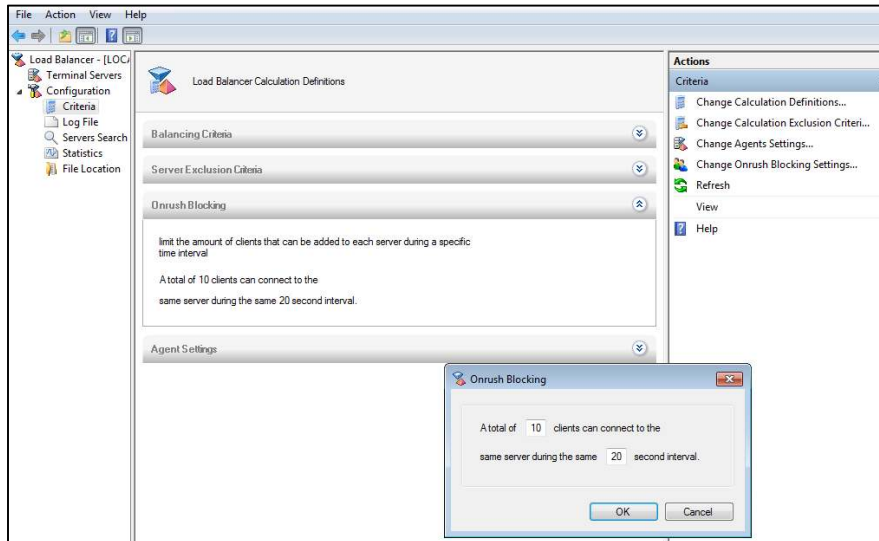 File Action View Help
Load Balancer - [LOCA
Terminal Servers
Configuration
Criteria
Log File
Servers Search
Statistics
File Location
Load Balancer Calculation Definitions
Balancing Criteria
Server Exclusion Criteria
Onrush Blocking
limit the amount of clients that can be added to each server during a specific
time interval
A total of 10 clients can connect to the
same server during the same 20 second interval.
Agent Settings
Actions
Criteria
Change Calculation Definitions...
Change Calculation Exclusion Criteri...
Change Agents Settings...
Change Onrush Blocking Settings...
Refresh
View
Help
Onrush Blocking
A total of 10 clients can connect to the
same server during the same 20 second interval.
OK Cancel